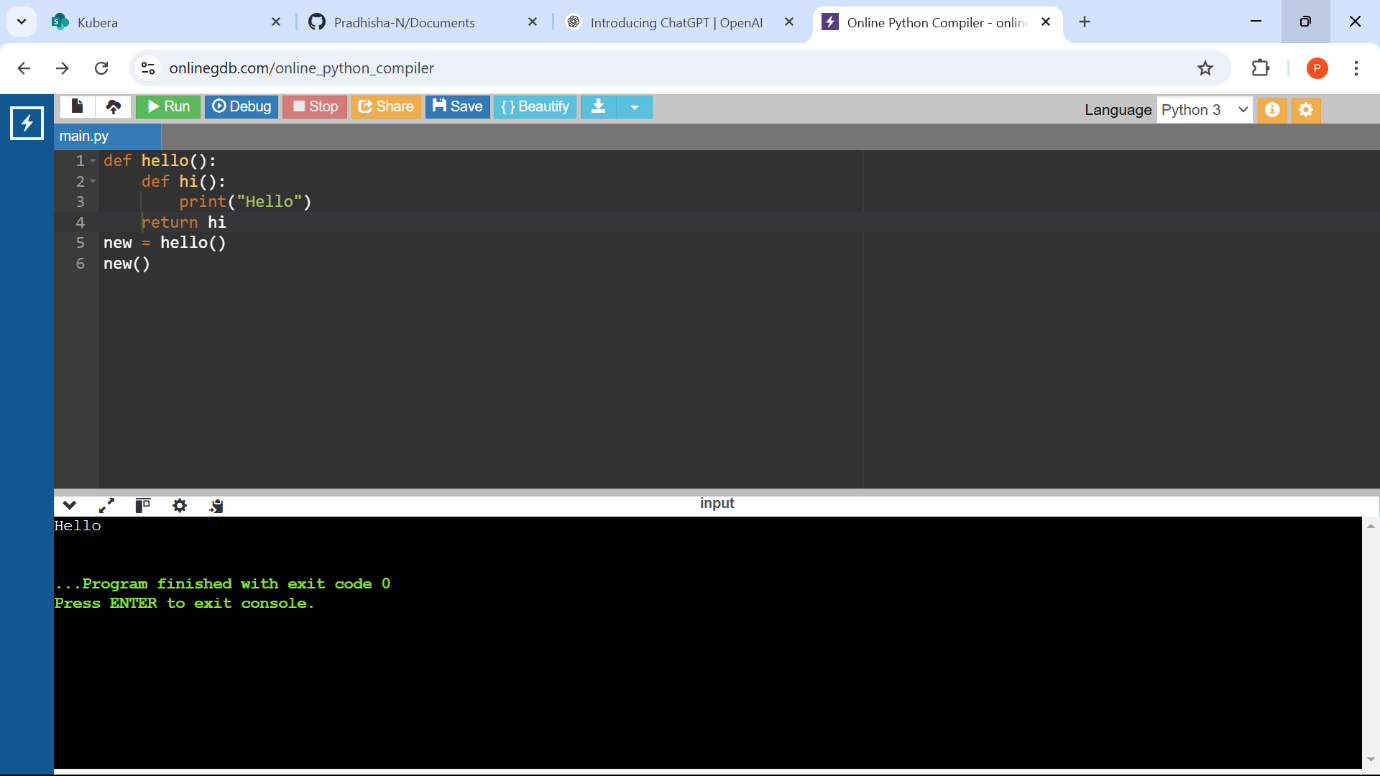 Kubera
Pradhisha-N/Documents
Introducing ChatGPT | OpenAI
Online Python Compiler - onlin
onlinegdb.com/online_python_compiler
P
Run Debug Stop Share Save { } Beautify
Language Python 3
main.py
1 def hello():
2     def hi():
3         print("Hello")
4     return hi
5 new = hello()
6 new()
input
Hello
...Program finished with exit code 0
Press ENTER to exit console.